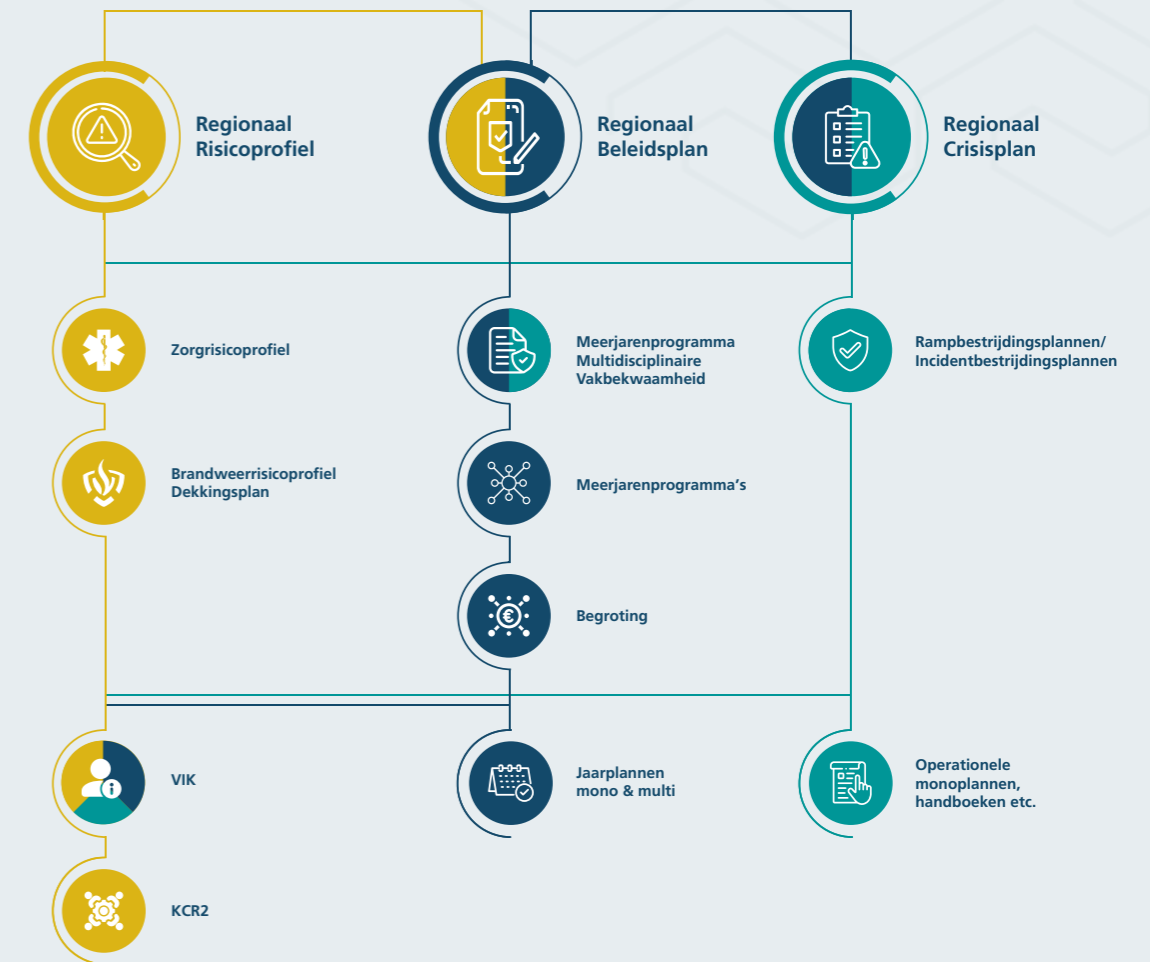 Regionaal
Risicoprofiel
Regionaal
Beleidsplan
Regionaal
Crisisplan
Zorgrisicoprofiel
Meerjarenprogramma
Multidisciplinaire
Vakbekwaamheid
Rampbestrijdingsplannen/
Incidentbestrijdingsplannen
Brandweerrisicoprofiel
Dekkingsplan
Meerjarenprogramma's
€
Begroting
i
VIK
Jaarplannen
mono & multi
Operationele
monoplannen,
handboeken etc.
KCR2